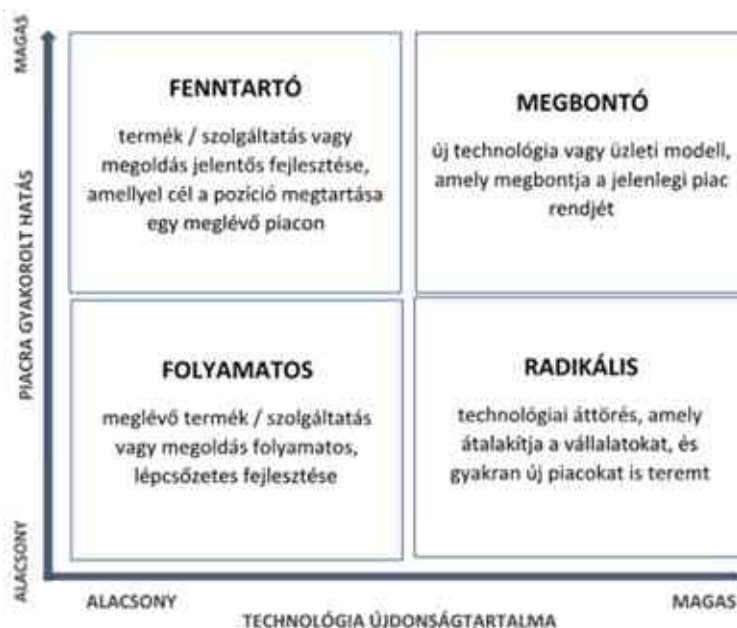 MAGAS
PIACRA GYAKOROLT HATÁS
ALACSONY
FENNTARTÓ
termék / szolgáltatás vagy
megoldás jelentős fejlesztése,
amellyel cél a pozíció megtartása
egy meglévő piacon
MEGBONTÓ
új technológia vagy üzleti modell,
amely megbontja a jelenlegi piac
rendjét
FOLYAMATOS
meglévő termék / szolgáltatás
vagy megoldás folyamatos,
lépcsőzetes fejlesztése
RADIKÁLIS
technológiai áttörés, amely
átalakítja a vállalatokat, és
gyakran új piacokat is teremt
ALACSONY
MAGAS
TECHNOLÓGIA ÚJDONSÁGTARTALMA